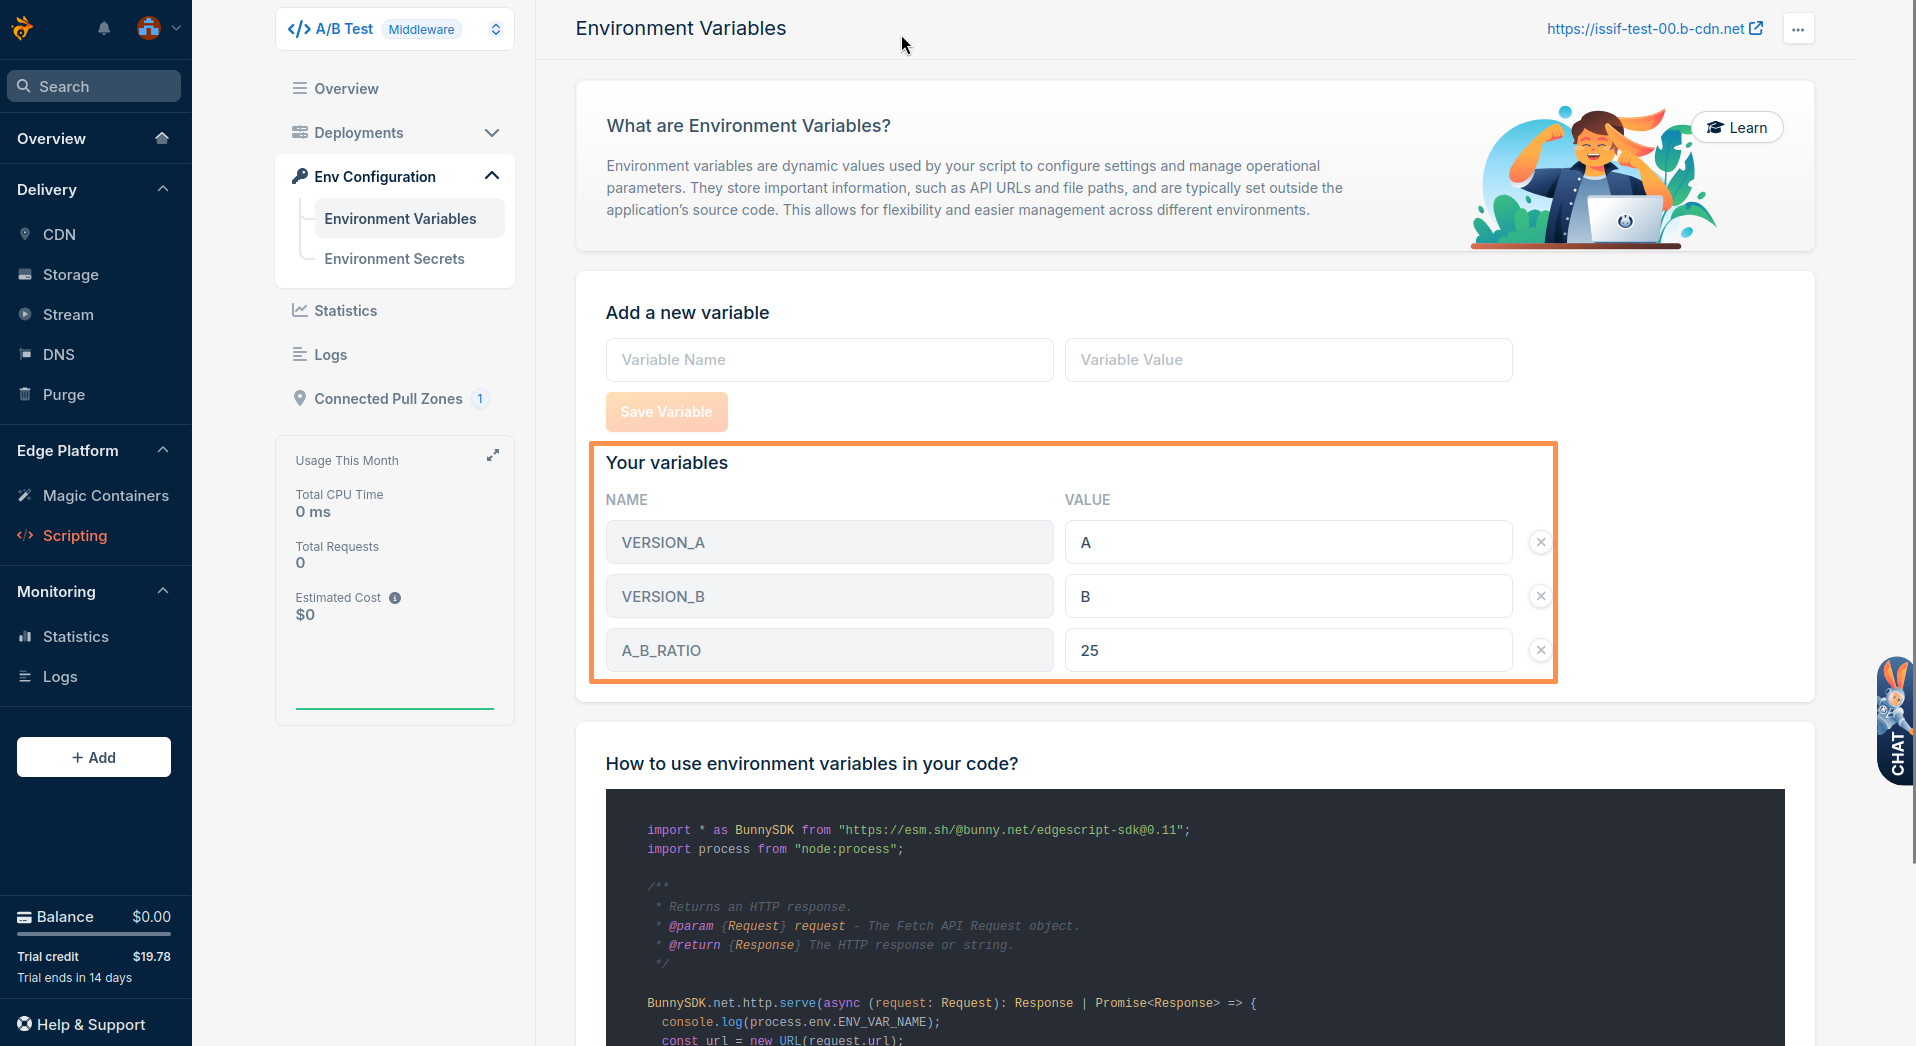 Search
Overview
Delivery
CDN
Storage
Stream
DNS
Purge
Edge Platform
Magic Containers
Scripting
Monitoring
Statistics
Logs
+ Add
Balance $0.00
Trial credit $19.78
Trial ends in 14 days
Help & Support
</> A/B Test Middleware
Overview
Deployments
Env Configuration
Environment Variables
Environment Secrets
Statistics
Logs
Connected Pull Zones 1
Usage This Month
Total CPU Time
0 ms
Total Requests
0
Estimated Cost
$0
Environment Variables
https://issif-test-00.b-cdn.net
What are Environment Variables?
Learn
Environment variables are dynamic values used by your script to configure settings and manage operational
parameters. They store important information, such as API URLs and file paths, and are typically set outside the
application's source code. This allows for flexibility and easier management across different environments.
Add a new variable
Variable Name Variable Value
Save Variable
Your variables
NAME VALUE
VERSION_A A
VERSION_B B
A_B_RATIO 25
How to use environment variables in your code?
import * as BunnySDK from "https://esm.sh/@bunny.net/edgescript-sdk@0.11";
import process from "node:process";
/**
* Returns an HTTP response.
* @param {Request} request - The Fetch API Request object.
* @return {Response} The HTTP response or string.
*/
BunnySDK.net.http.serve(async (request: Request): Response | Promise<Response> => {
console.log(process.env.ENV_VAR_NAME);
const url = new URL(request.url);
CHAT